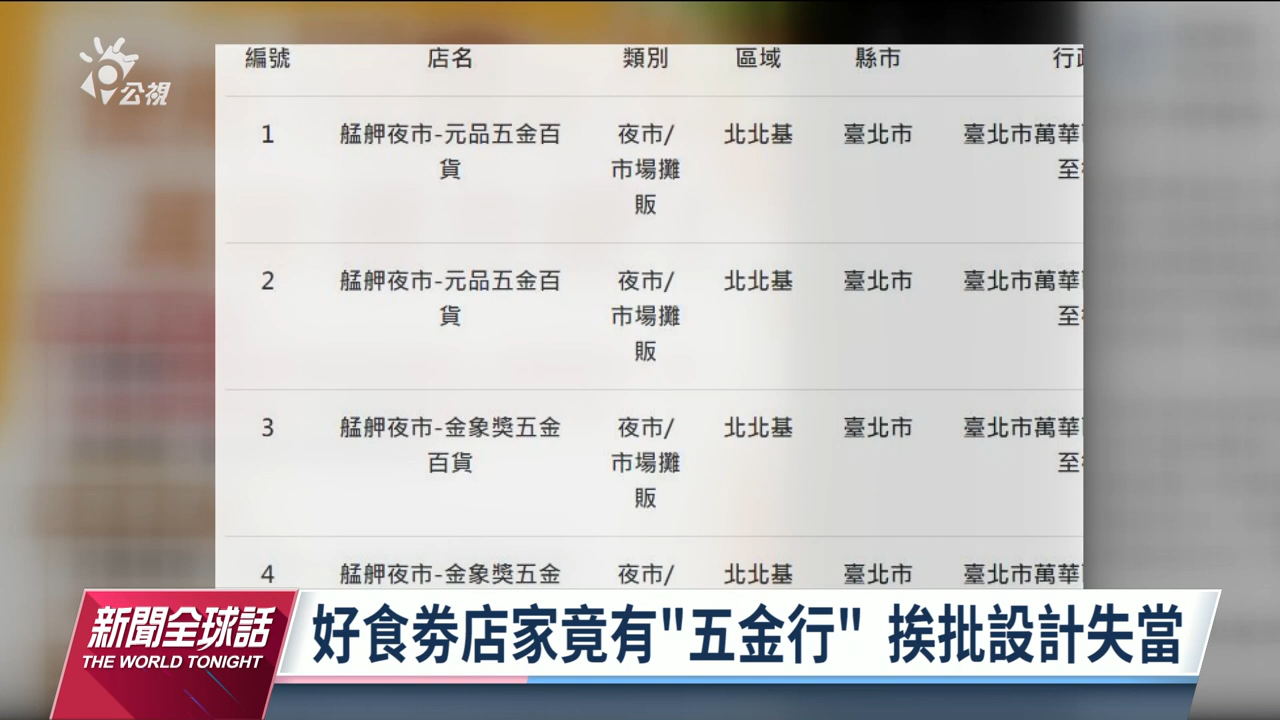 公視
編號 店名 類別 區域 縣市 行政
1 艋舺夜市-元品五金百貨 夜市/市場攤販 北北基 臺北市 臺北市萬華
至
2 艋舺夜市-元品五金百貨 夜市/市場攤販 北北基 臺北市 臺北市萬華
至
3 艋舺夜市-金象獎五金百貨 夜市/市場攤販 北北基 臺北市 臺北市萬華
至
4 艋舺夜市-金象獎五金 夜市/ 北北基 臺北市 臺北市萬華
新聞全球話
THE WORLD TONIGHT
好食券店家竟有"五金行" 挨批設計失當